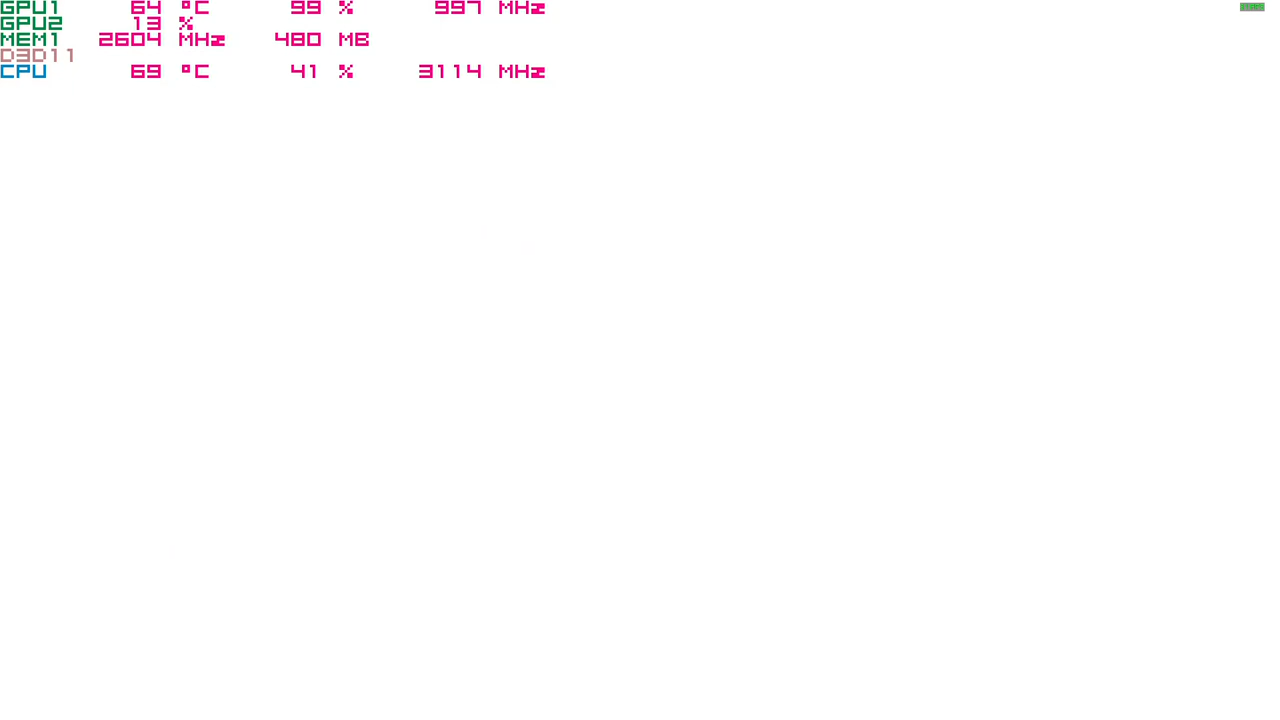 GPU1 64 °C 99 % 997 MHz
GPU2 13 %
MEM1 2604 MHz 480 MB
D3D11
CPU 69 °C 41 % 3114 MHz